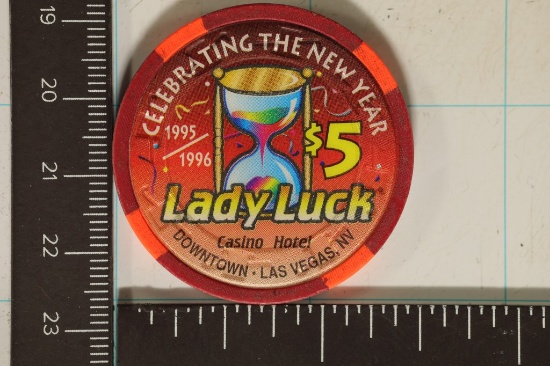 CELEBRATING THE NEW YEAR
1995/
1996
$5
Lady Luck
Casino Hotel
DOWNTOWN · LAS VEGAS, NV
19
20
21
22
23